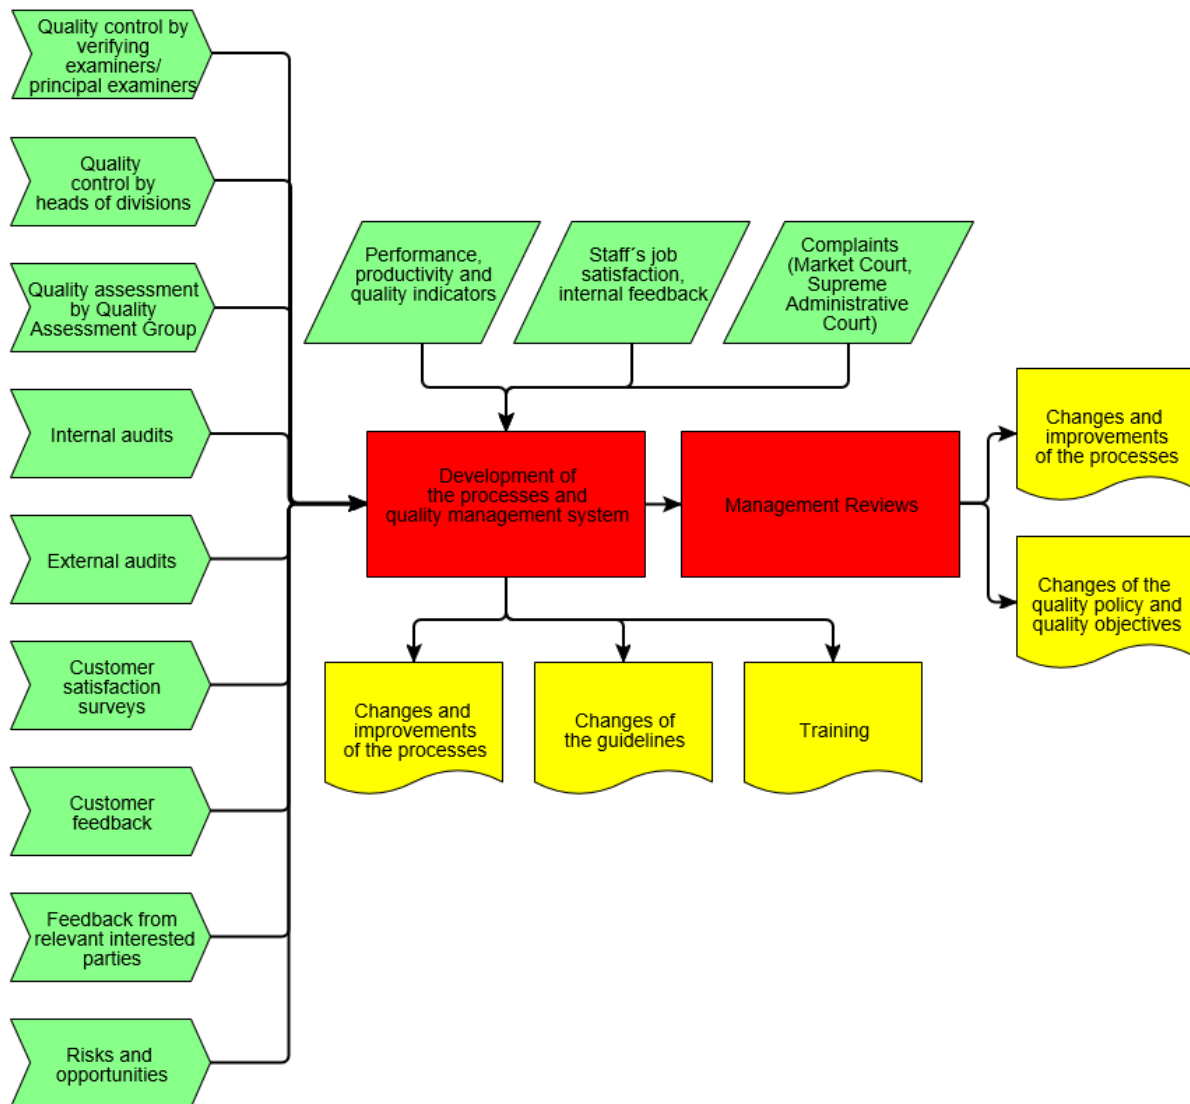 Quality control by
verifying
examiners/
principal examiners
Quality
control by
heads of divisions
Quality assessment
by Quality
Assessment Group
Internal audits
External audits
Customer
satisfaction
surveys
Customer
feedback
Feedback from
relevant interested
parties
Risks and
opportunities
Performance,
productivity and
quality indicators
Staff´s job
satisfaction,
internal feedback
Complaints
(Market Court,
Supreme
Administrative
Court)
Development of
the processes and
quality management system
Management Reviews
Changes and
improvements
of the processes
Changes of the
quality policy and
quality objectives
Changes and
improvements
of the processes
Changes of
the guidelines
Training